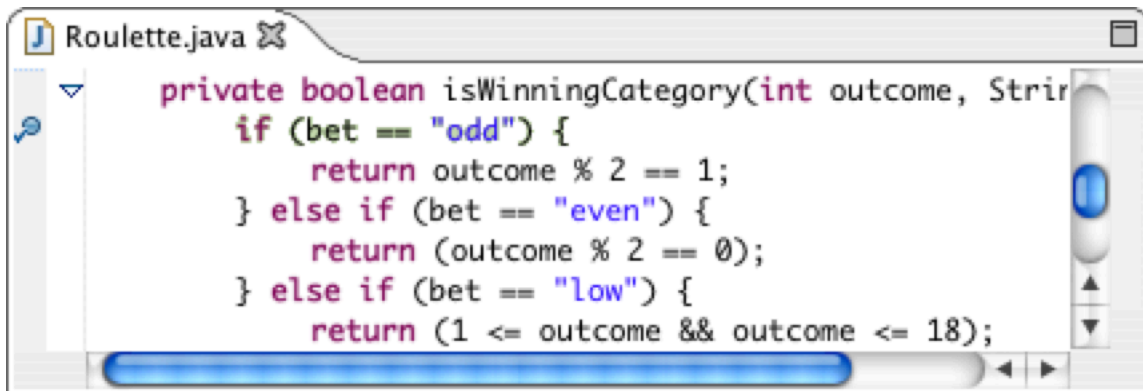 Roulette.java
private boolean isWinningCategory(int outcome, Strin
if (bet == "odd") {
return outcome % 2 == 1;
} else if (bet == "even") {
return (outcome % 2 == 0);
} else if (bet == "low") {
return (1 <= outcome && outcome <= 18);